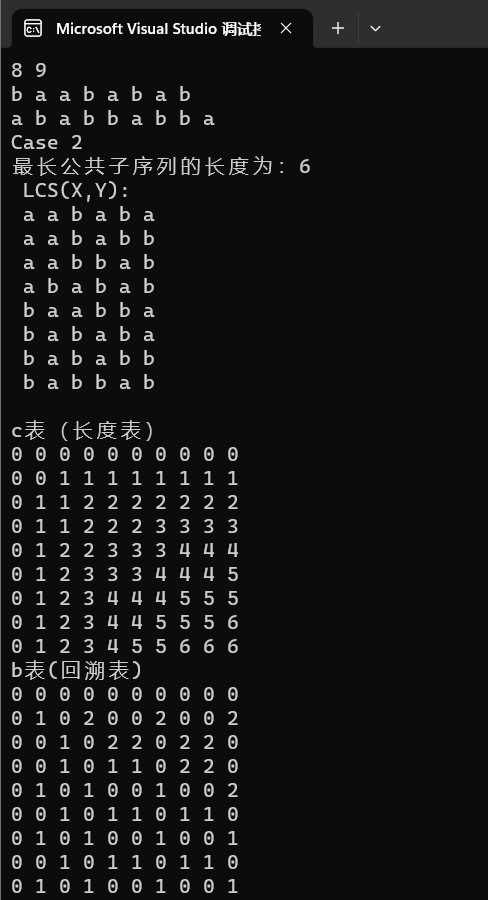 Microsoft Visual Studio 调试
8 9
b a a b a b a b
a b a b b a b b a
Case 2
最长公共子序列的长度为：6
LCS(X,Y):
a a b a b a
a a b a b b
a a b b a b
a b a b a b
b a a b b a
b a b a b a
b a b a b b
b a b b a b
c表（长度表）
0 0 0 0 0 0 0 0 0 0
0 0 1 1 1 1 1 1 1 1
0 1 1 2 2 2 2 2 2 2
0 1 1 2 2 2 3 3 3 3
0 1 2 2 3 3 3 4 4 4
0 1 2 3 3 3 4 4 4 5
0 1 2 3 4 4 4 5 5 5
0 1 2 3 4 4 5 5 5 6
0 1 2 3 4 5 5 6 6 6
b表(回溯表)
0 0 0 0 0 0 0 0 0 0
0 1 0 2 0 0 2 0 0 2
0 0 1 0 2 2 0 2 2 0
0 0 1 0 1 1 0 2 2 0
0 1 0 1 0 0 1 0 0 2
0 0 1 0 1 1 0 1 1 0
0 1 0 1 0 0 1 0 0 1
0 0 1 0 1 1 0 1 1 0
0 1 0 1 0 0 1 0 0 1